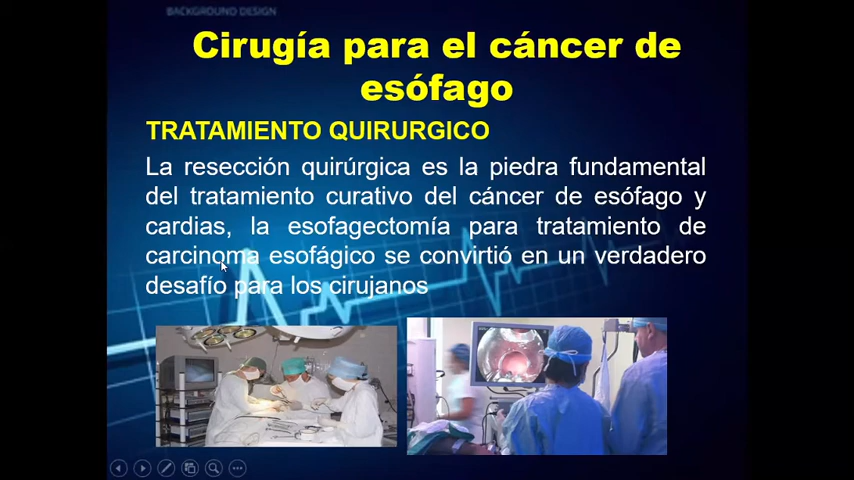 BACKGROUND DESIGN
Cirugía para el cáncer de
esófago
TRATAMIENTO QUIRURGICO
La resección quirúrgica es la piedra fundamental
del tratamiento curativo del cáncer de esófago y
cardias, la esofagectomía para tratamiento de
carcinoma esofágico se convirtió en un verdadero
desafío para los cirujanos